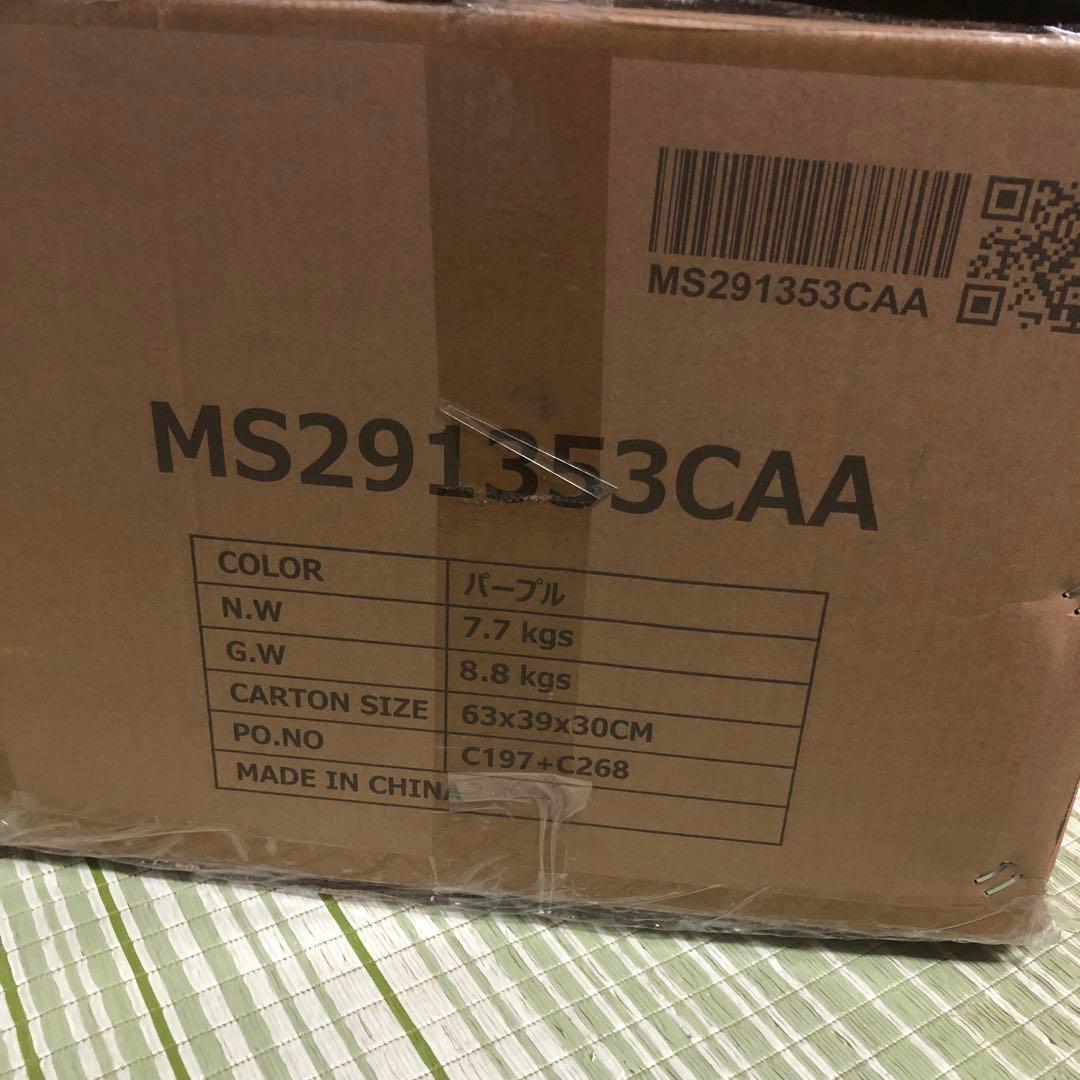 MS291353CAA
MS291353CAA
COLOR パープル
N.W 7.7 kgs
G.W 8.8 kgs
CARTON SIZE 63x39x30CM
PO.NO C197+C268
MADE IN CHINA